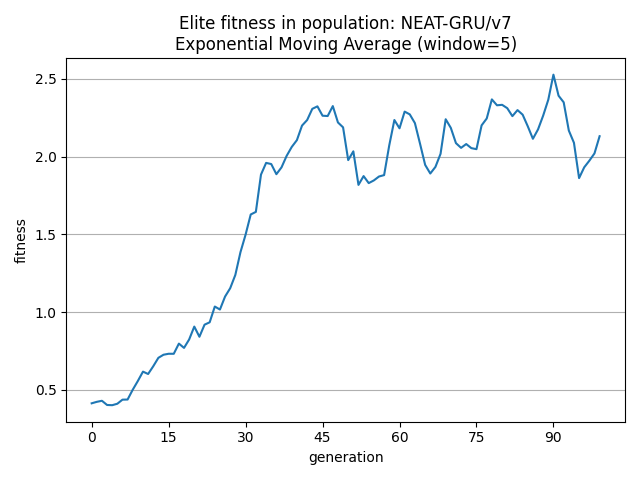 Elite fitness in population: NEAT-GRU/v7
Exponential Moving Average (window=5)
fitness
2.5
2.0
1.5
1.0
0.5
0 15 30 45 60 75 90
generation